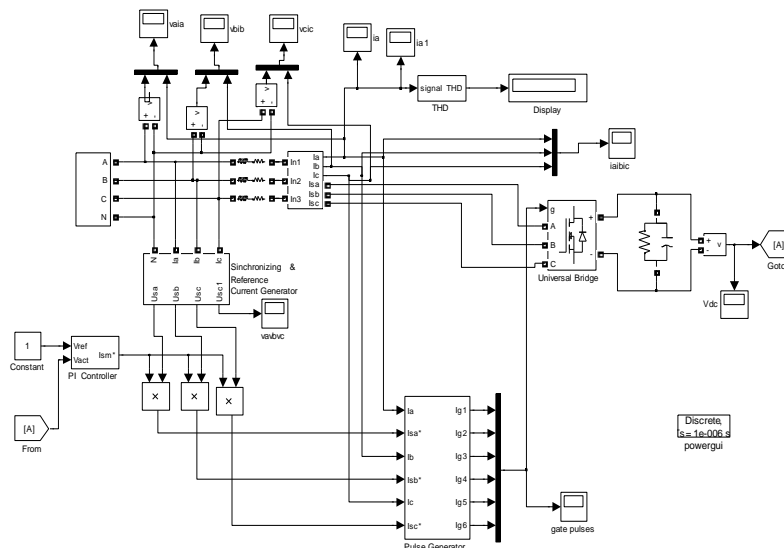 vaia
vbib
vcic
ia
ia1
signal THD
THD
Display
iaibic
A
B
C
N
In1
In2
In3
Ia
Ib
Ic
Isa
Isb
Isc
g
A
B
C
+
-
Universal Bridge
+
-
v
[A]
Goto
Vdc
N
Ia
Ib
Ic
Usa
Usb
Usc
Usc1
Sinchronizing &
Reference
Current Generator
vavbvc
1
Constant
Vref
Vact
Ism*
PI Controller
[A]
From
×
×
×
Ia
Isa*
Ib
Isb*
Ic
Isc*
Ig1
Ig2
Ig3
Ig4
Ig5
Ig6
Pulse Generator
gate pulses
Discrete,
s = 1e-006 s
powergui